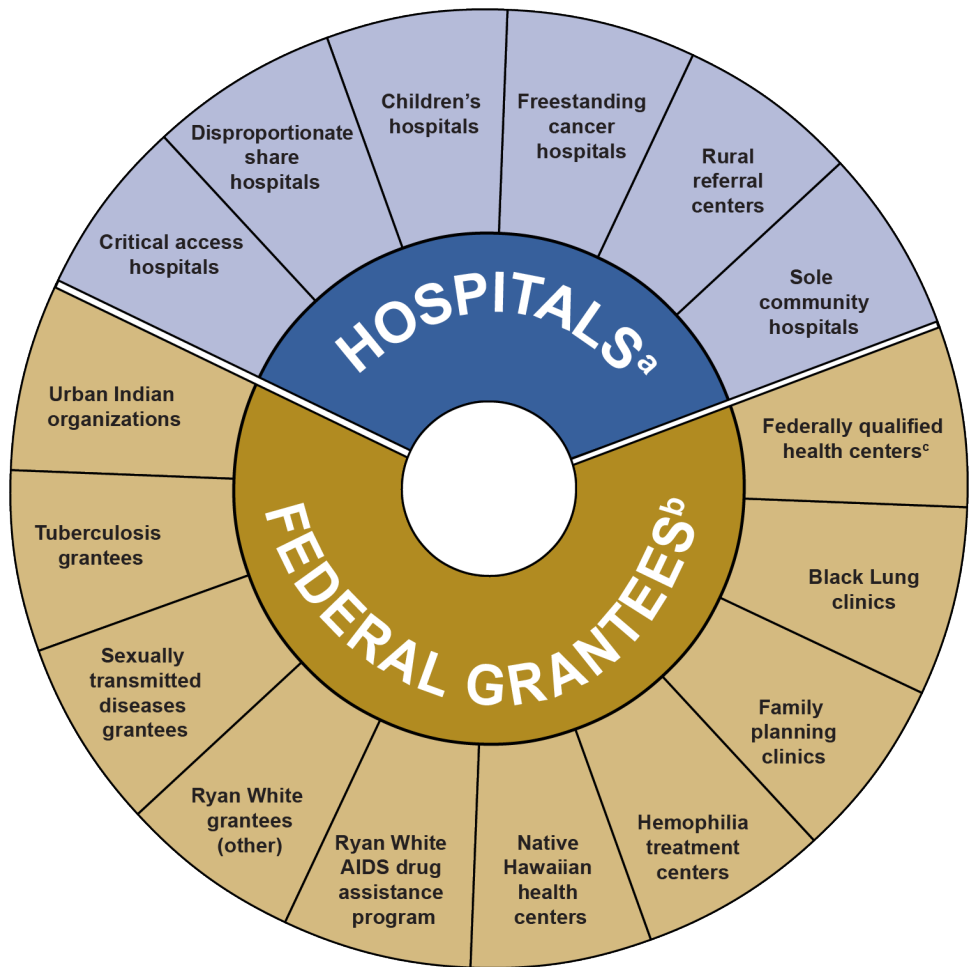 HOSPITALSa
Critical access
hospitals
Disproportionate
share
hospitals
Children's
hospitals
Freestanding
cancer
hospitals
Rural
referral
centers
Sole
community
hospitals
FEDERAL GRANTEESb
Federally qualified
health centersc
Black Lung
clinics
Family
planning
clinics
Hemophilia
treatment
centers
Native
Hawaiian
health
centers
Ryan White
AIDS drug
assistance
program
Ryan White
grantees
(other)
Sexually
transmitted
diseases
grantees
Tuberculosis
grantees
Urban Indian
organizations